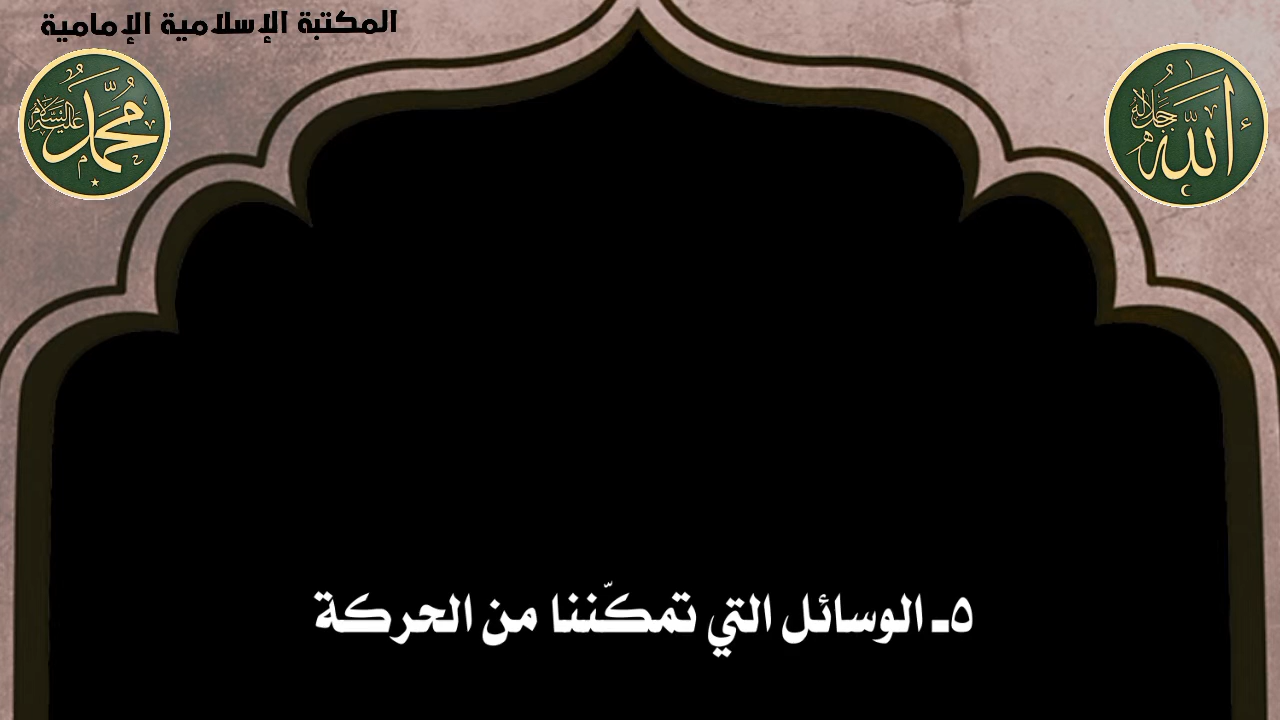 المكتبة الإسلامية الإمامية
محمد عليه السلام
الله جل جلاله
٥ـ الوسائل التي تمكّننا من الحركة